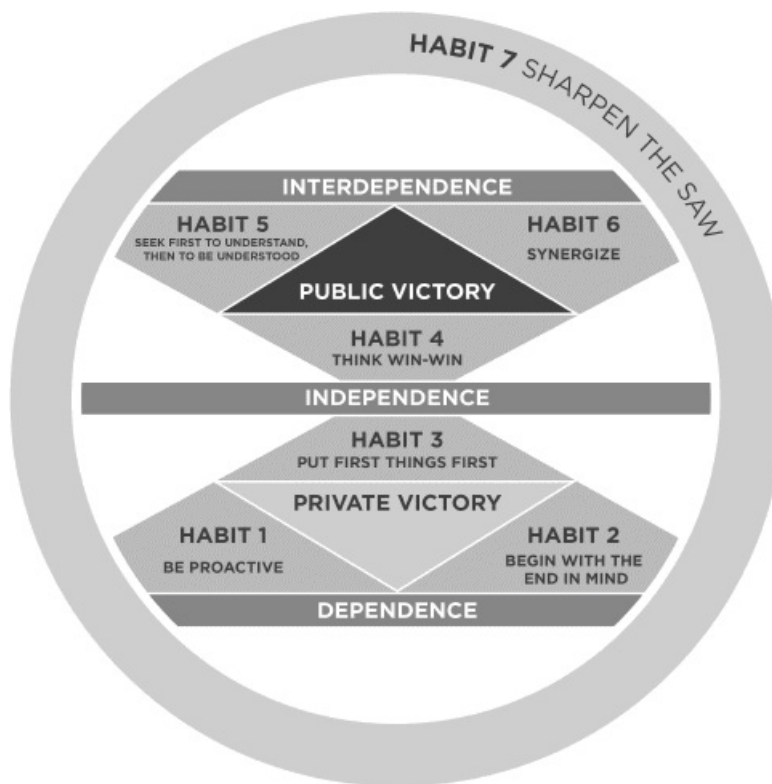 HABIT 7 SHARPEN THE SAW
INTERDEPENDENCE
HABIT 5
SEEK FIRST TO UNDERSTAND,
THEN TO BE UNDERSTOOD
HABIT 6
SYNERGIZE
PUBLIC VICTORY
HABIT 4
THINK WIN-WIN
INDEPENDENCE
HABIT 3
PUT FIRST THINGS FIRST
PRIVATE VICTORY
HABIT 1
BE PROACTIVE
HABIT 2
BEGIN WITH THE
END IN MIND
DEPENDENCE